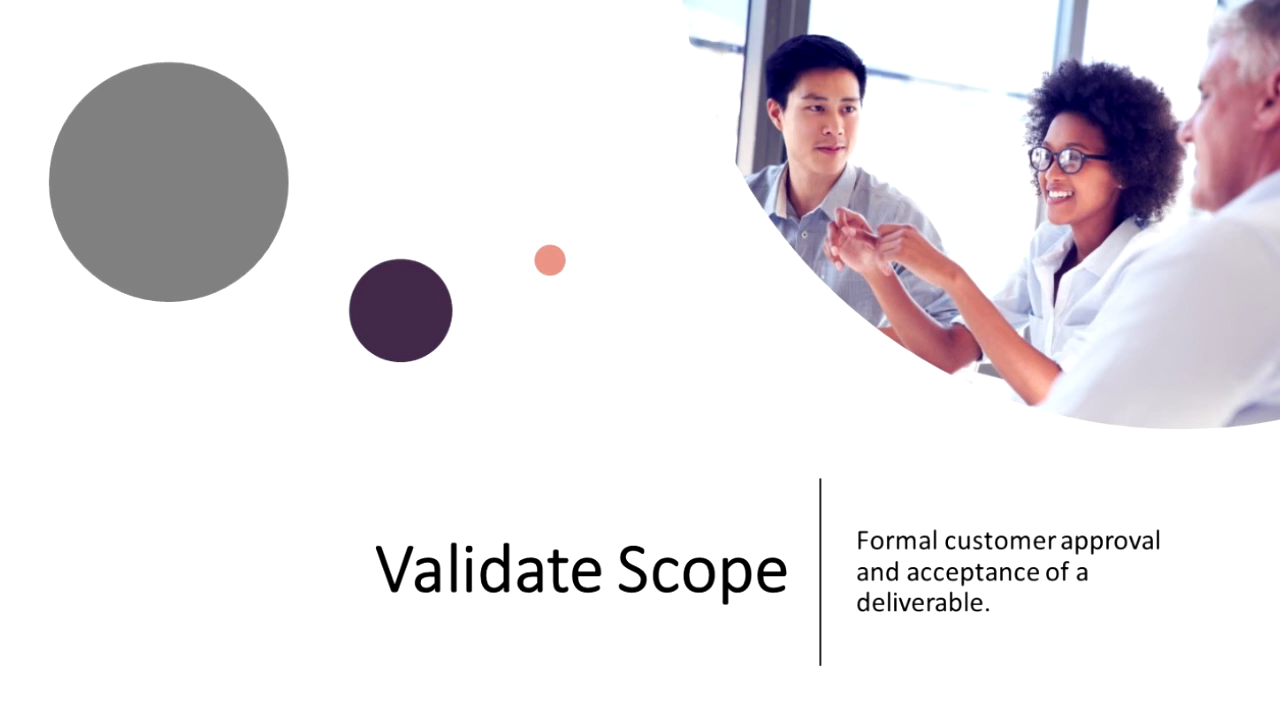 Validate Scope
Formal customer approval
and acceptance of a
deliverable.